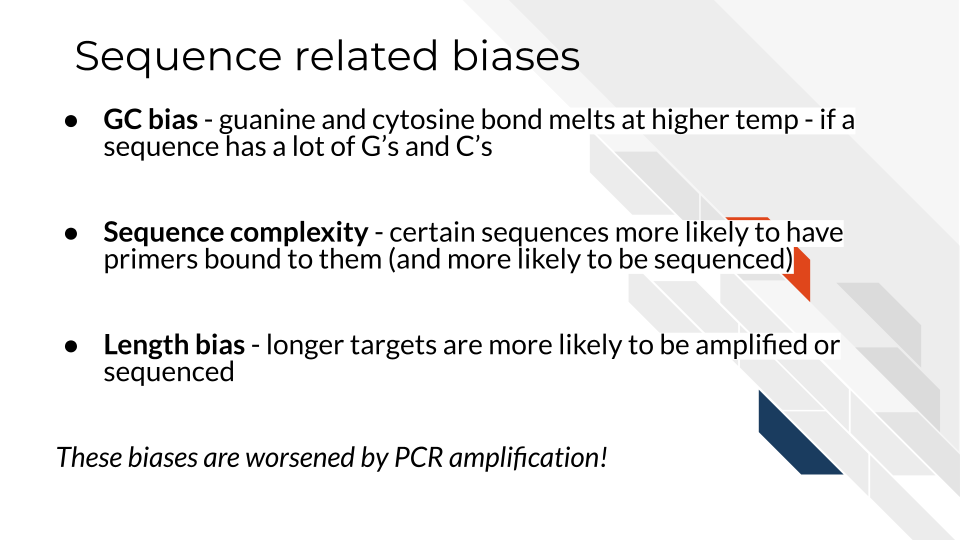 Sequence related biases
● GC bias - guanine and cytosine bond melts at higher temp - if a
sequence has a lot of G’s and C’s
● Sequence complexity - certain sequences more likely to have
primers bound to them (and more likely to be sequenced)
● Length bias - longer targets are more likely to be amplified or
sequenced
These biases are worsened by PCR amplification!